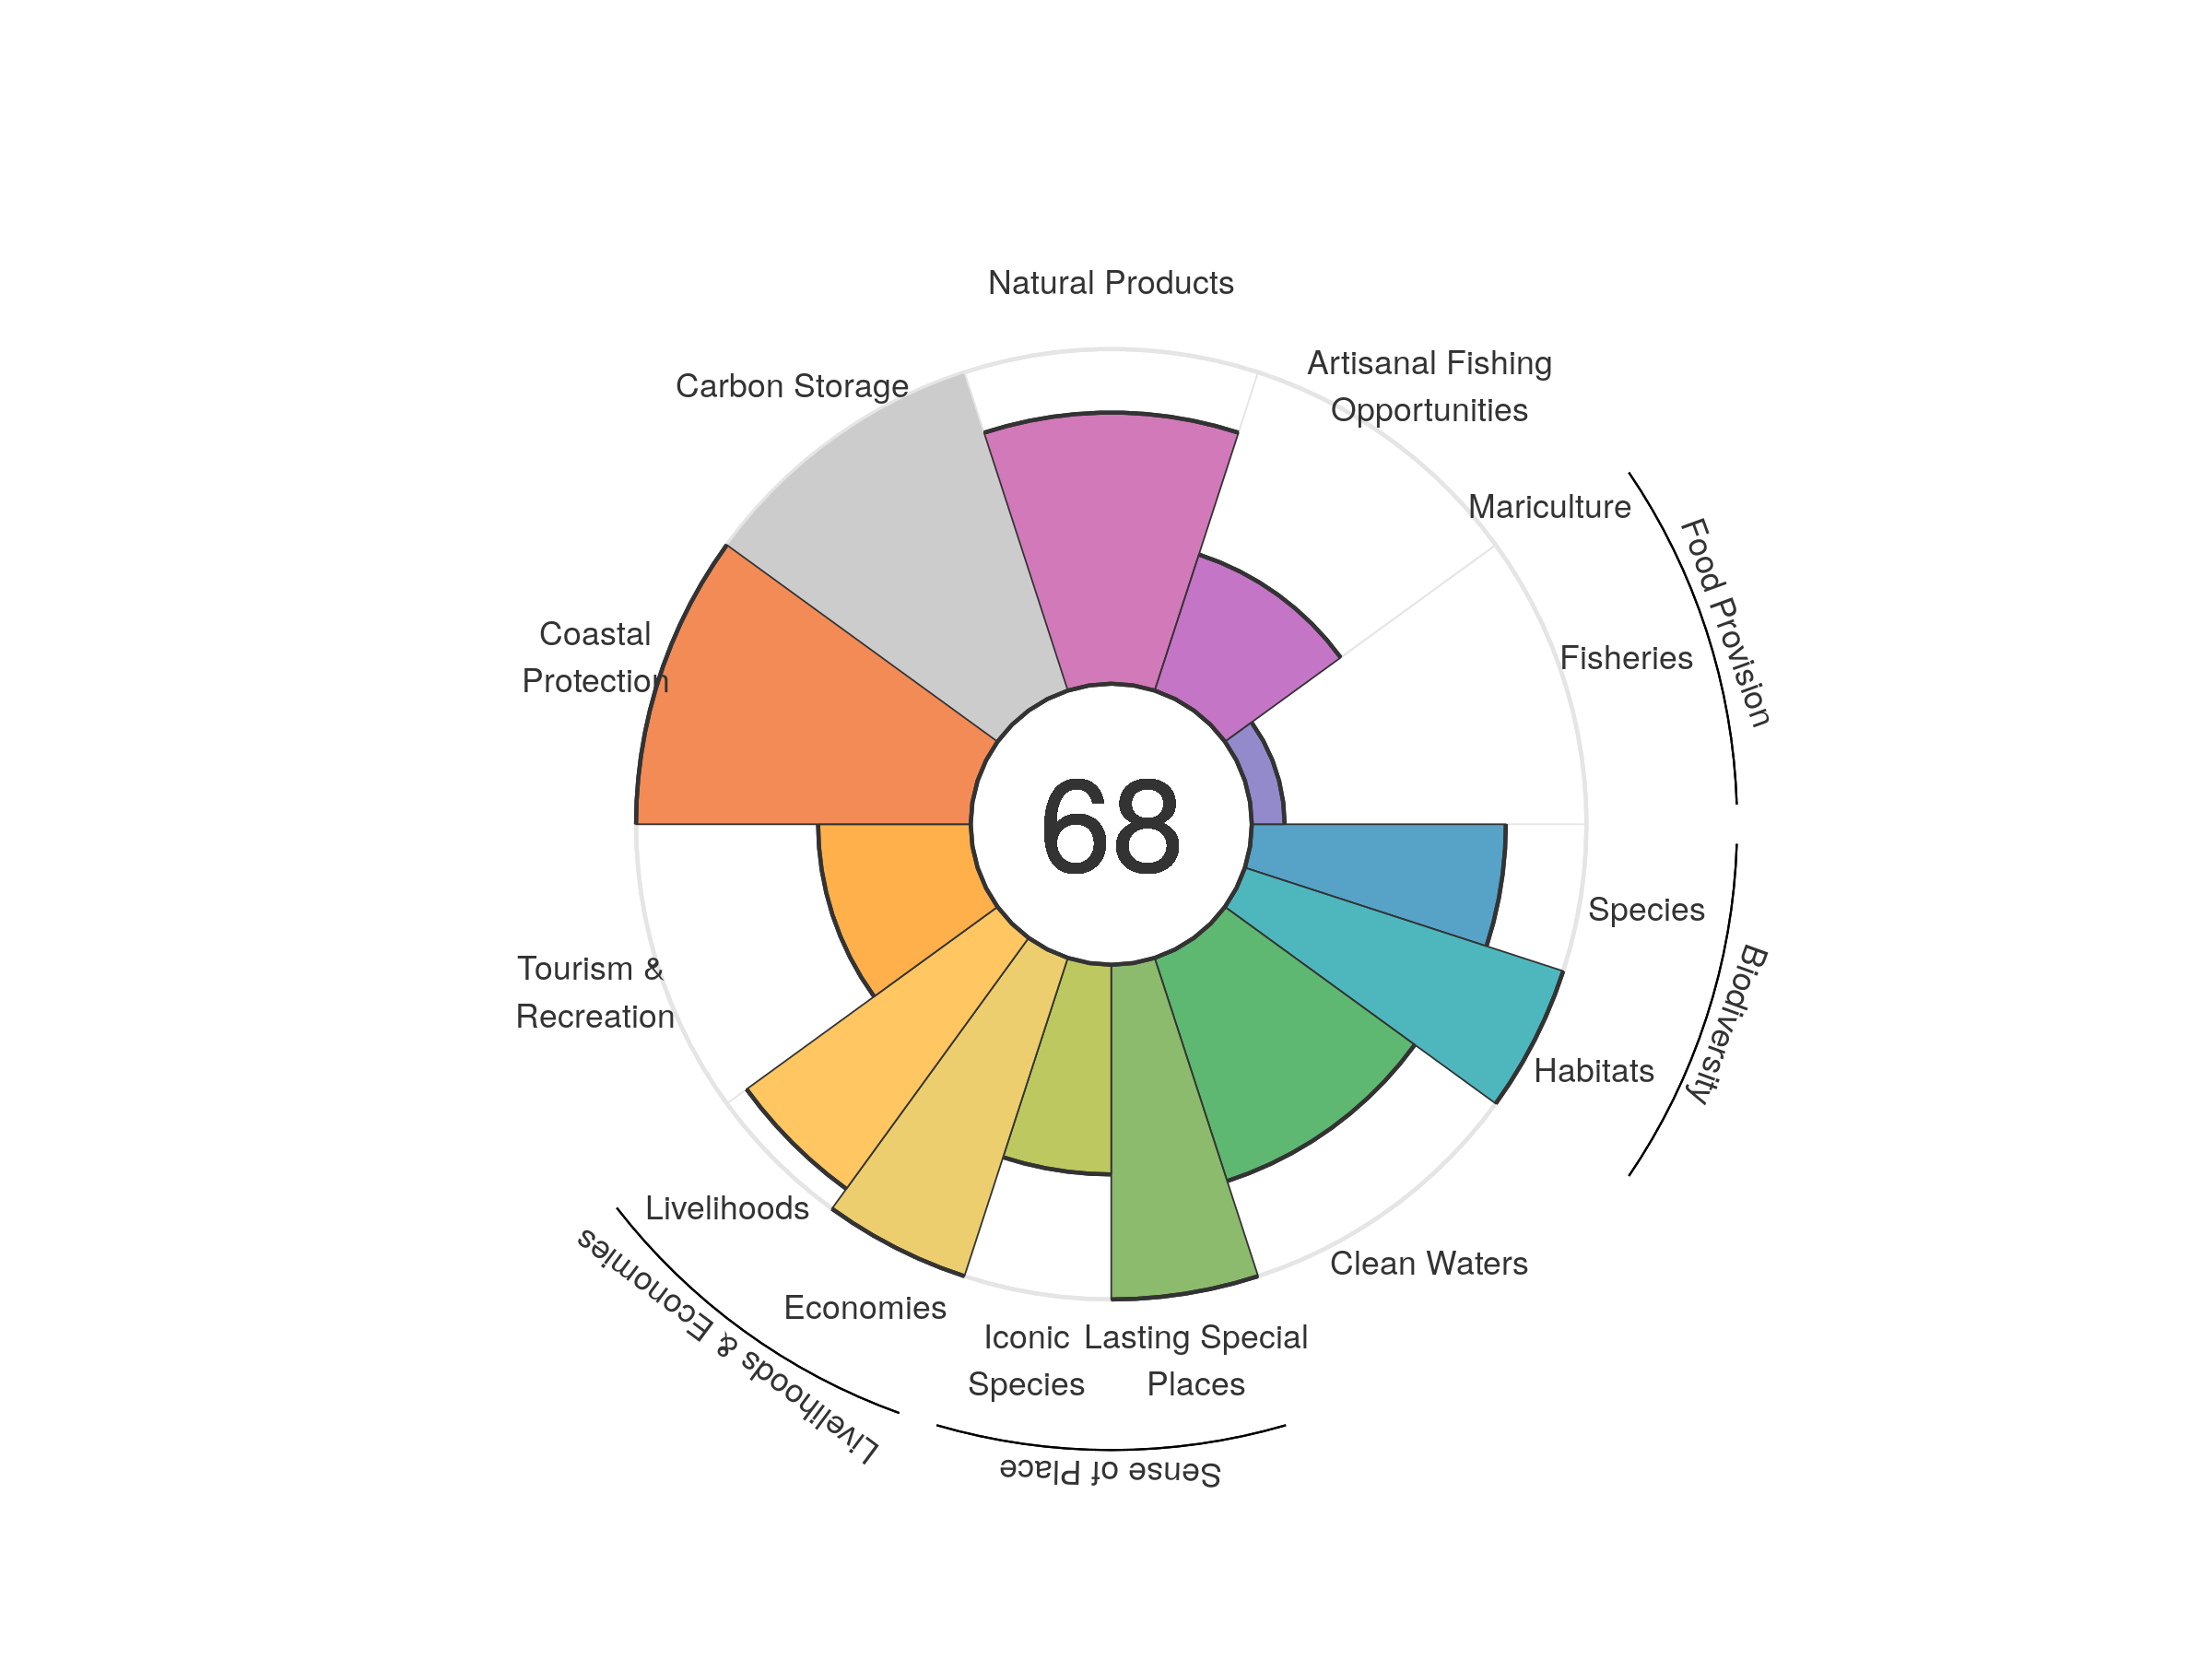 Natural Products
Artisanal Fishing
Opportunities
Carbon Storage
Mariculture
Food Provision
Fisheries
Coastal
Protection
68
Species
Biodiversity
Tourism &
Recreation
Habitats
Livelihoods
Livelihoods & Economies
Clean Waters
Economies
Iconic
Species
Lasting Special
Places
Sense of Place